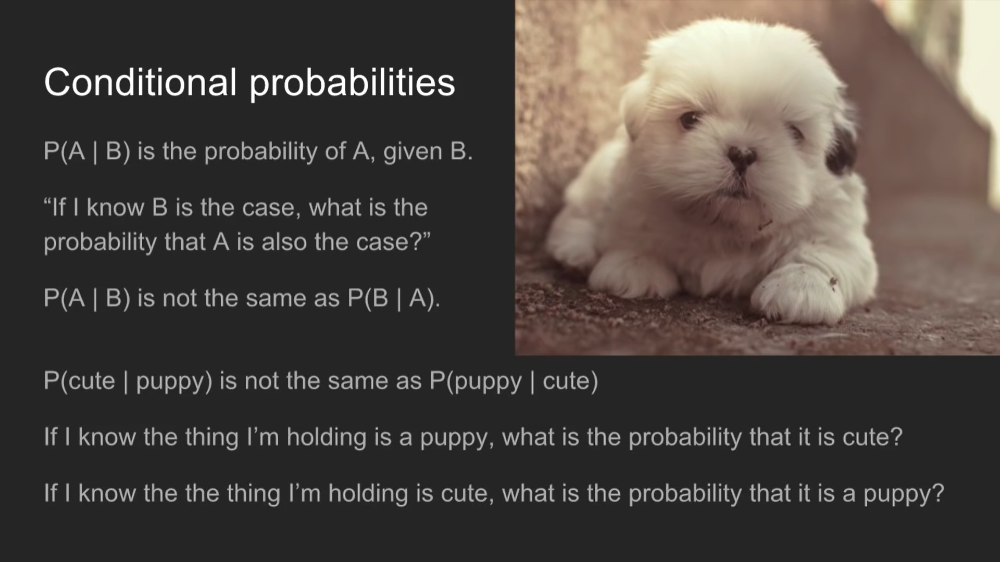 Conditional probabilities
P(A | B) is the probability of A, given B.
“If I know B is the case, what is the
probability that A is also the case?”
P(A | B) is not the same as P(B | A).
P(cute | puppy) is not the same as P(puppy | cute)
If I know the thing I’m holding is a puppy, what is the probability that it is cute?
If I know the the thing I’m holding is cute, what is the probability that it is a puppy?